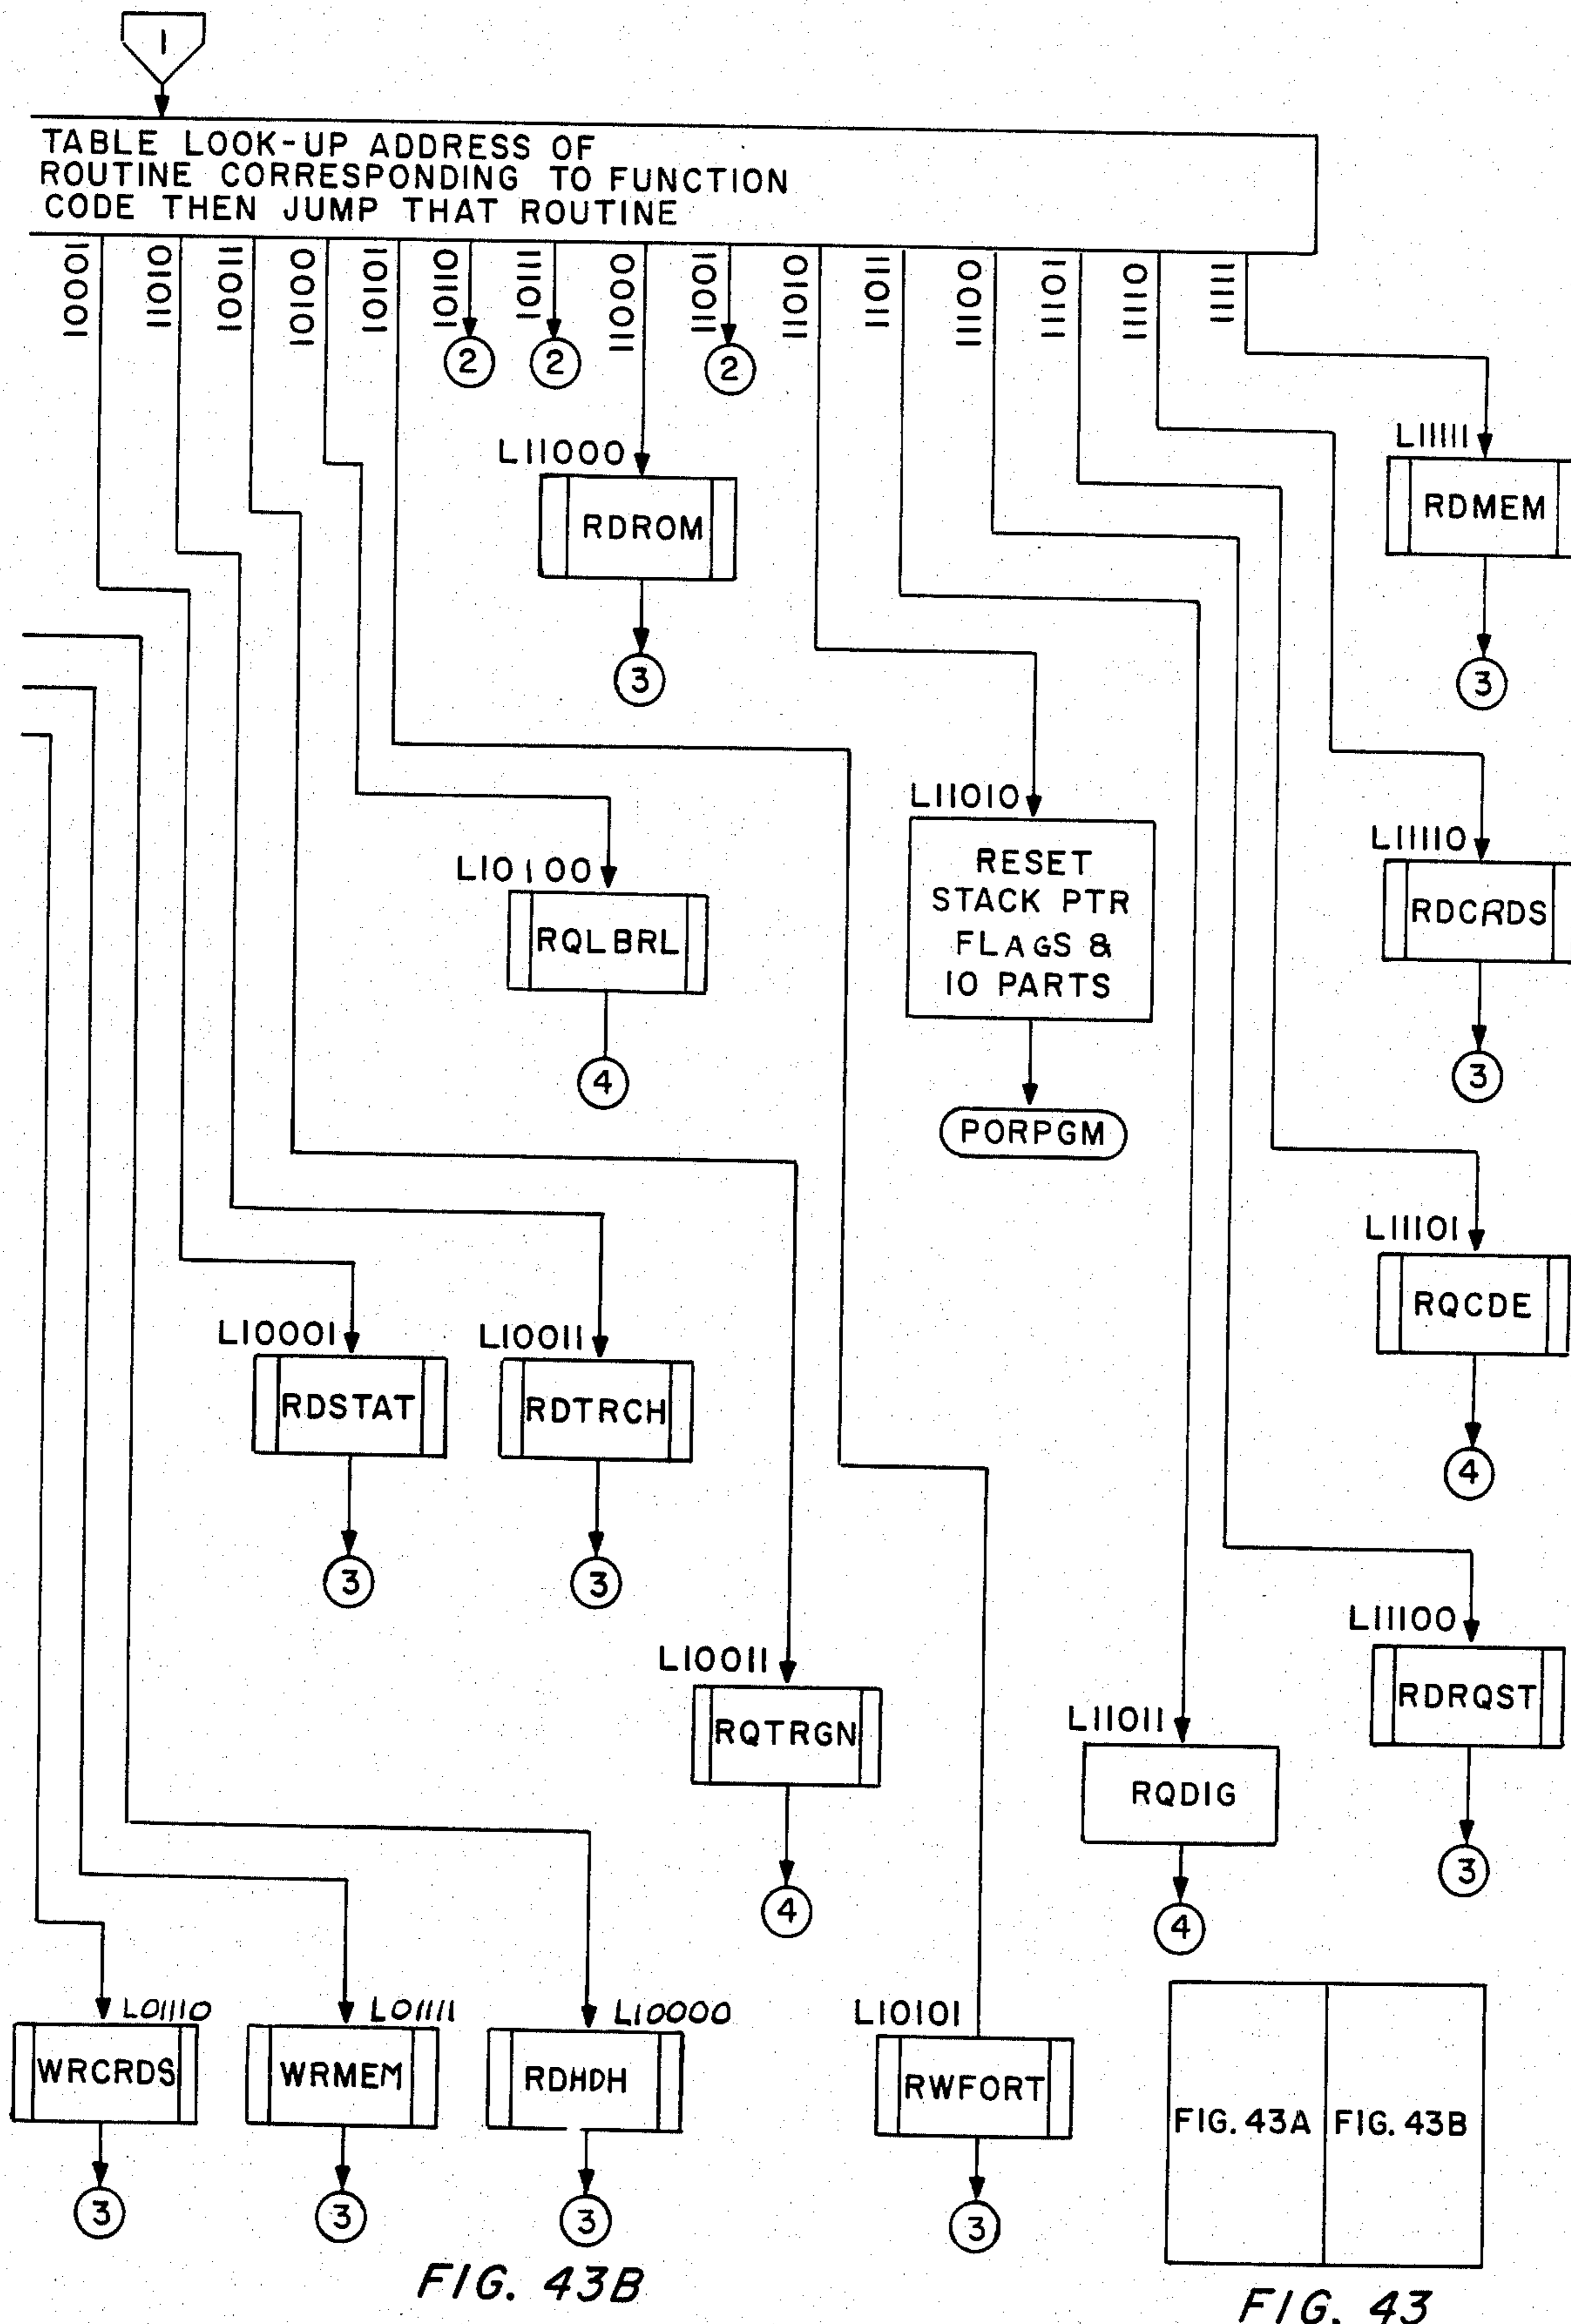 1
TABLE LOOK-UP ADDRESS OF
ROUTINE CORRESPONDING TO FUNCTION
CODE THEN JUMP THAT ROUTINE
10001
11010
10011
10100
10101
10110
10111
11000
11001
11010
11011
11100
11101
11110
11111
2
2
2
L11000
RDROM
3
L11111
RDMEM
3
L10100
RQLBRL
4
L11010
RESET
STACK PTR
FLAGS &
IO PARTS
PORPGM
L11110
RDCRDS
3
L11101
RQCDE
4
L10001
RDSTAT
3
L10011
RDTRCH
3
L10011
RQTRGN
4
L11011
RQDIG
4
L11100
RDRQST
3
L01110
WRCRDS
3
L01111
WRMEM
3
L10000
RDHDH
3
L10101
RWFORT
3
FIG. 43A
FIG. 43B
FIG. 43B
FIG. 43